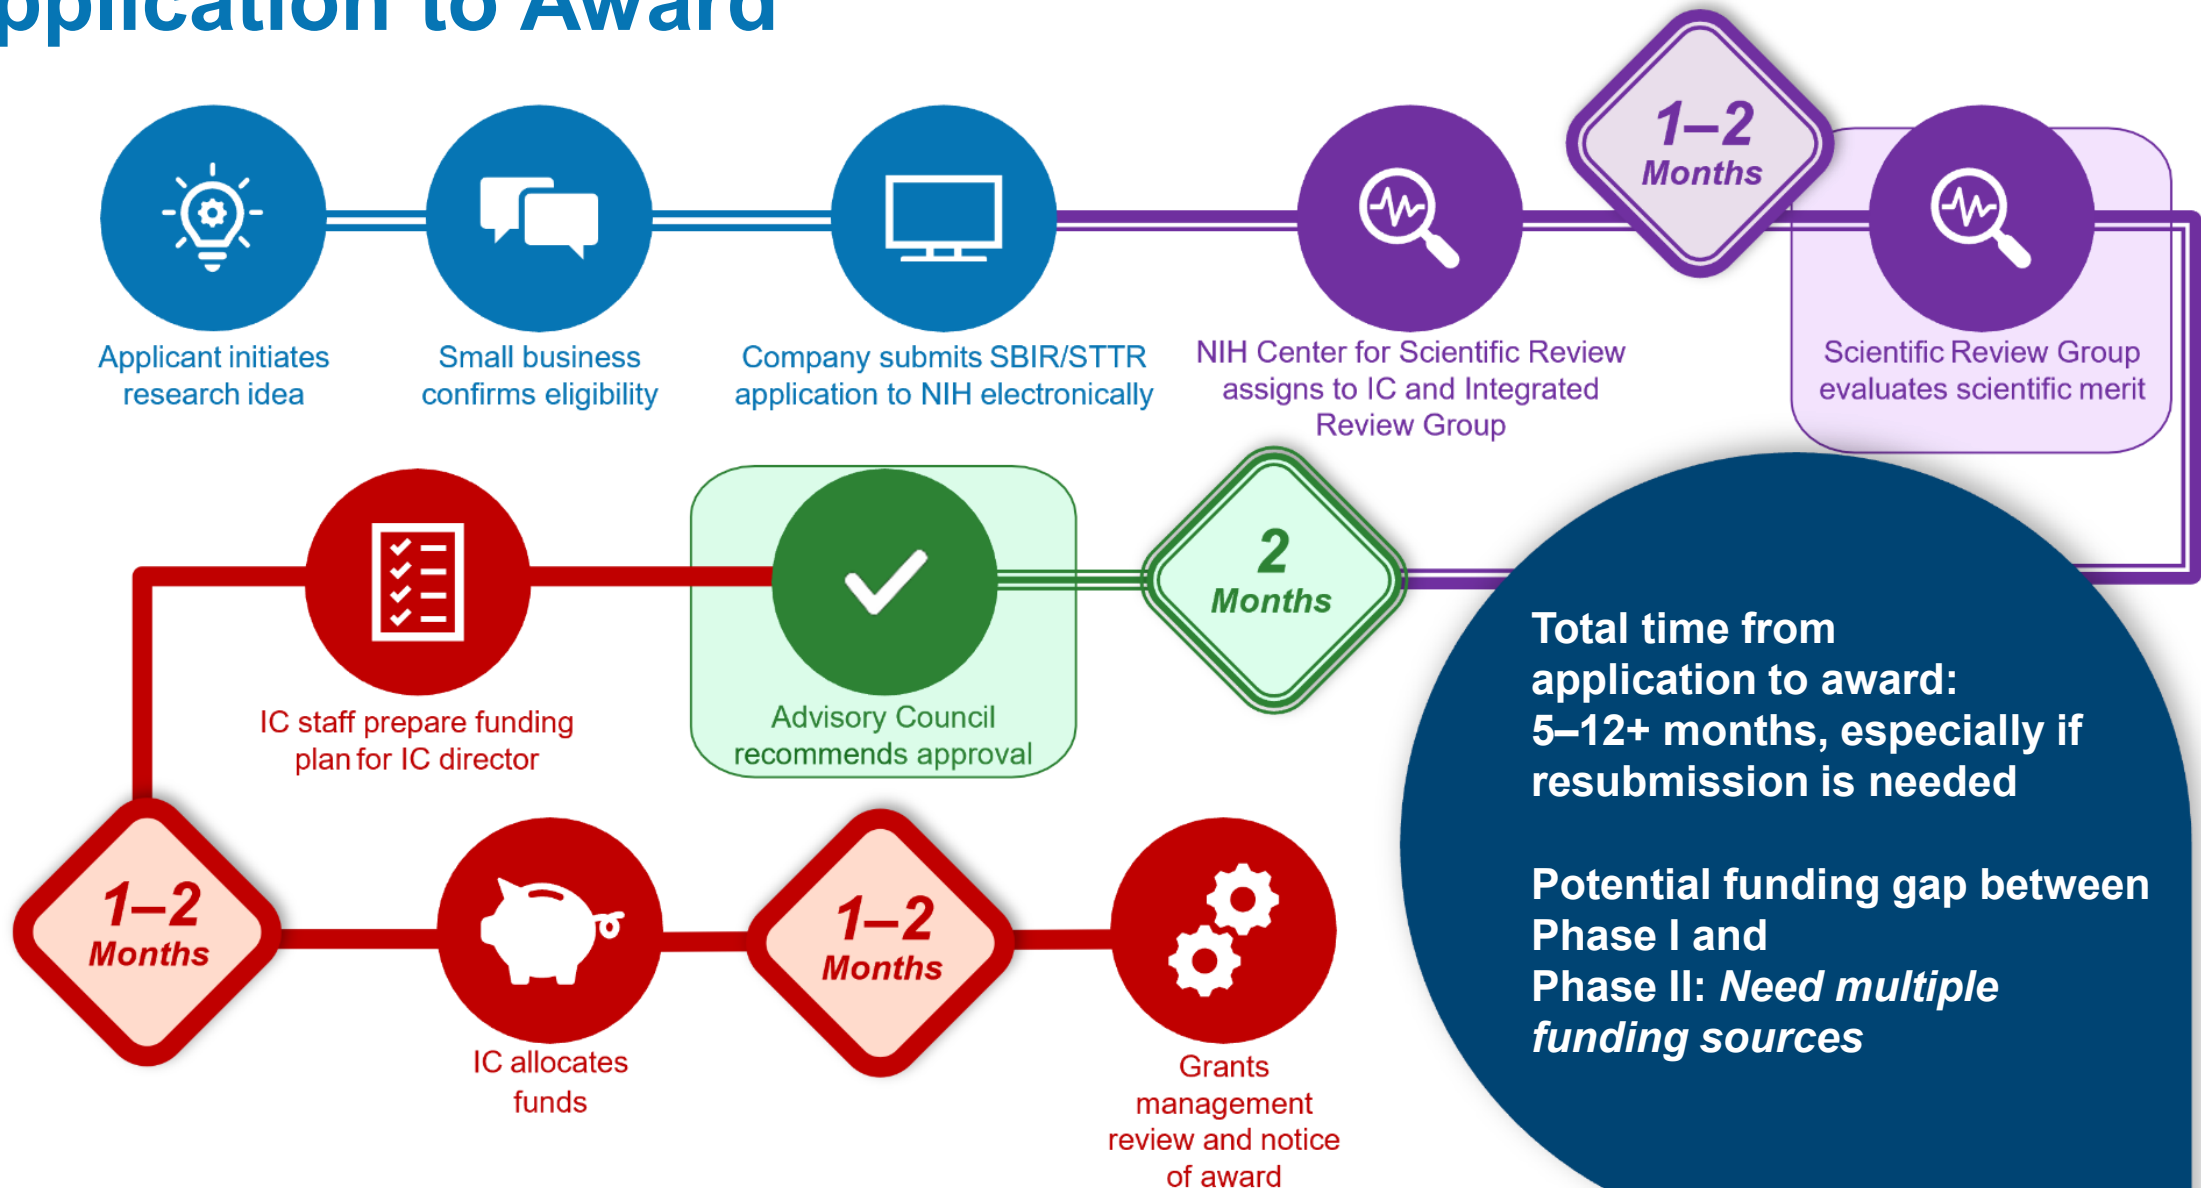 pplication to Award
1–2
Months
Applicant initiates
research idea
Small business
confirms eligibility
Company submits SBIR/STTR
application to NIH electronically
NIH Center for Scientific Review
assigns to IC and Integrated
Review Group
Scientific Review Group
evaluates scientific merit
2
Months
Advisory Council
recommends approval
IC staff prepare funding
plan for IC director
1–2
Months
IC allocates
funds
1–2
Months
Grants
management
review and notice
of award
Total time from
application to award:
5–12+ months, especially if
resubmission is needed
Potential funding gap between
Phase I and
Phase II: Need multiple
funding sources